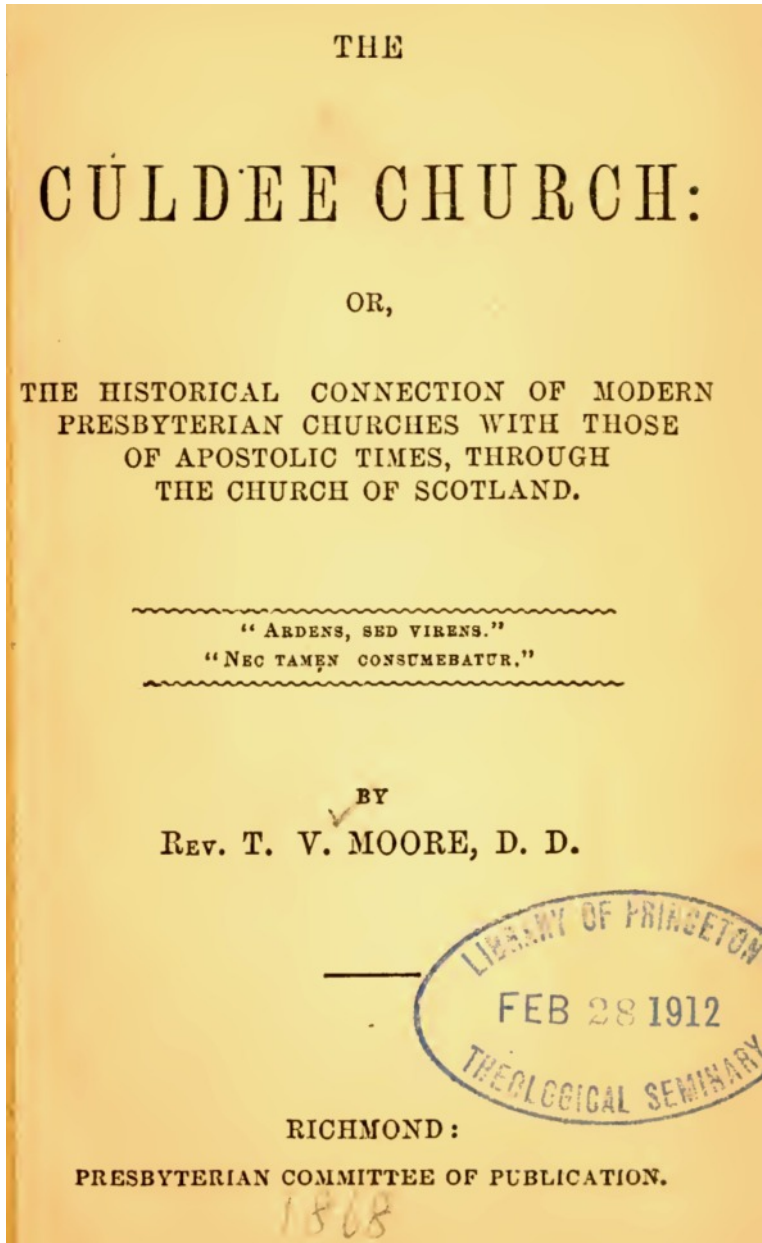 THE
CULDEE CHURCH:
OR,
THE HISTORICAL CONNECTION OF MODERN
PRESBYTERIAN CHURCHES WITH THOSE
OF APOSTOLIC TIMES, THROUGH
THE CHURCH OF SCOTLAND.
"ARDENS, SED VIRENS."
"NEC TAMEN CONSUMEBATUR."
BY
REV. T. V. MOORE, D. D.
LIBRARY OF PRINCETON
FEB 28 1912
THEOLOGICAL SEMINARY
RICHMOND:
PRESBYTERIAN COMMITTEE OF PUBLICATION.
1868